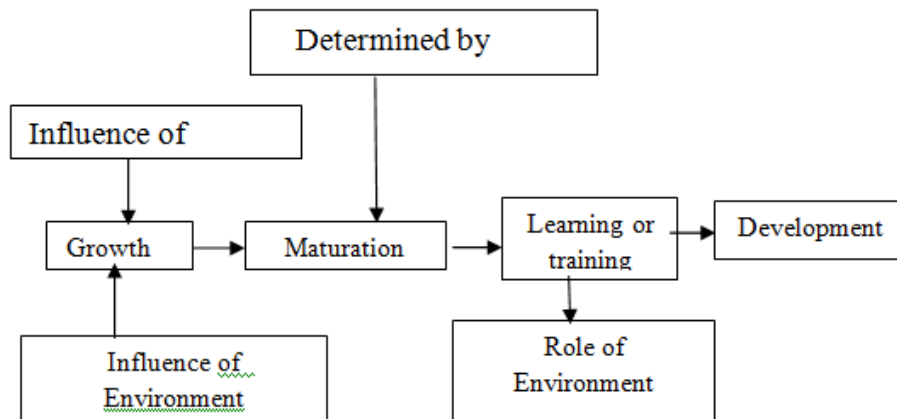 Determined by
Influence of
Growth
Maturation
Learning or
training
Development
Influence of
Environment
Role of
Environment